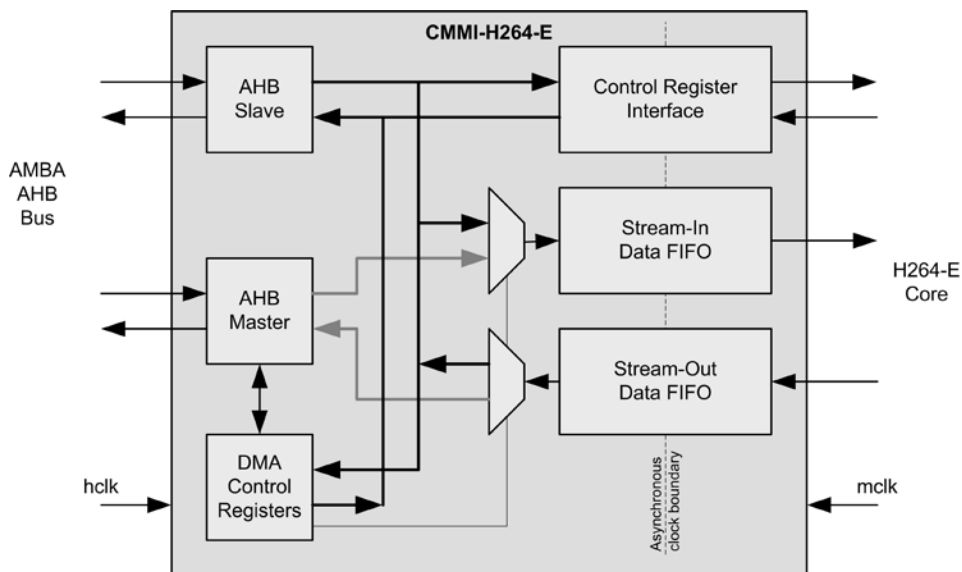 CMMI-H264-E
AHB
Slave
Control Register
Interface
AMBA
AHB
Bus
Stream-In
Data FIFO
AHB
Master
H264-E
Core
Stream-Out
Data FIFO
DMA
Control
Registers
hclk
mclk
Asynchronous
clock boundary